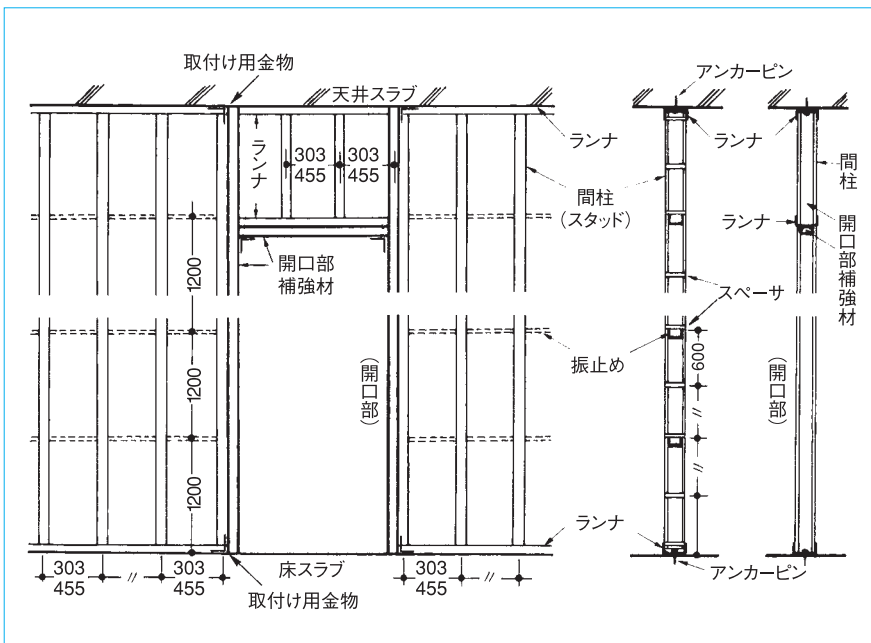 取付け用金物
天井スラブ
ランナ
303
455
303
455
ランナ
間柱
(スタッド)
開口部
補強材
1200
1200
1200
(開口部)
振止め
スペーサ
床スラブ
取付け用金物
303
455
〃
303
455
303
455
〃
アンカーピン
ランナ
間柱
ランナ
開口部補強材
600
〃
〃
(開口部)
ランナ
アンカーピン